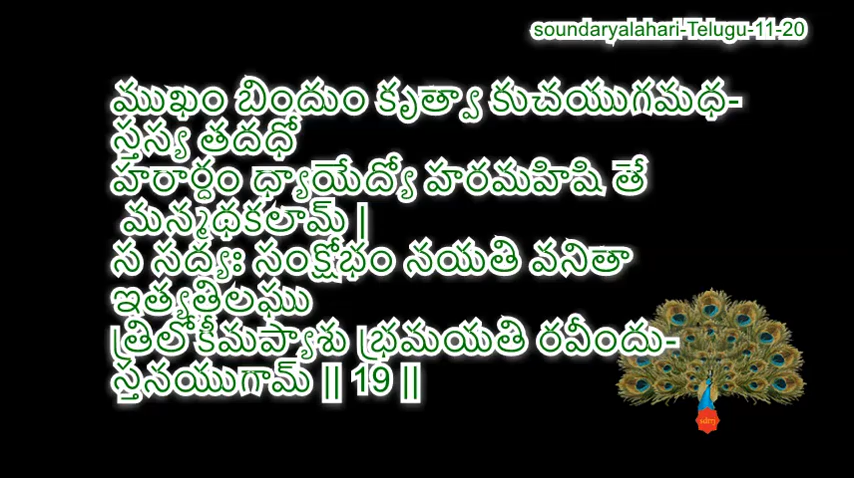 soundaryalahari-Telugu-11-20
ముఖం బిందుం కృత్వా కుచయుగమధ-
స్తస్య తదధో
హరార్ధం ధ్యాయేద్యో హరమహిషి తే
మన్మథకలామ్ |
స సద్యః సంక్షోభం నయతి వనితా
ఇత్యతిలఘు
త్రిలోకీమప్యాశు భ్రమయతి రవీందు-
స్తనయుగామ్ || 19 ||